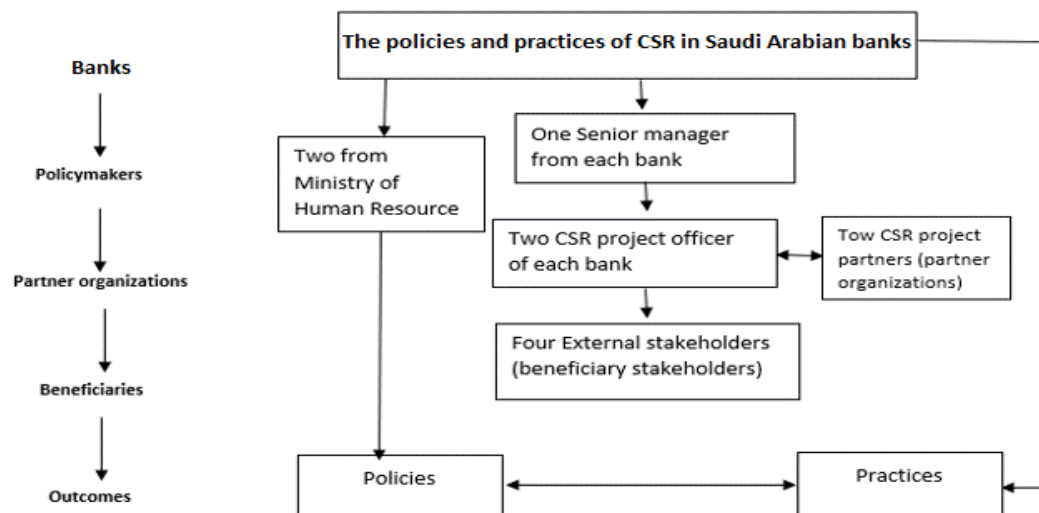 The policies and practices of CSR in Saudi Arabian banks
Banks
One Senior manager
from each bank
Two from
Ministry of
Human Resource
Policymakers
Two CSR project officer
of each bank
Tow CSR project
partners (partner
organizations)
Partner organizations
Four External stakeholders
(beneficiary stakeholders)
Beneficiaries
Policies
Practices
Outcomes